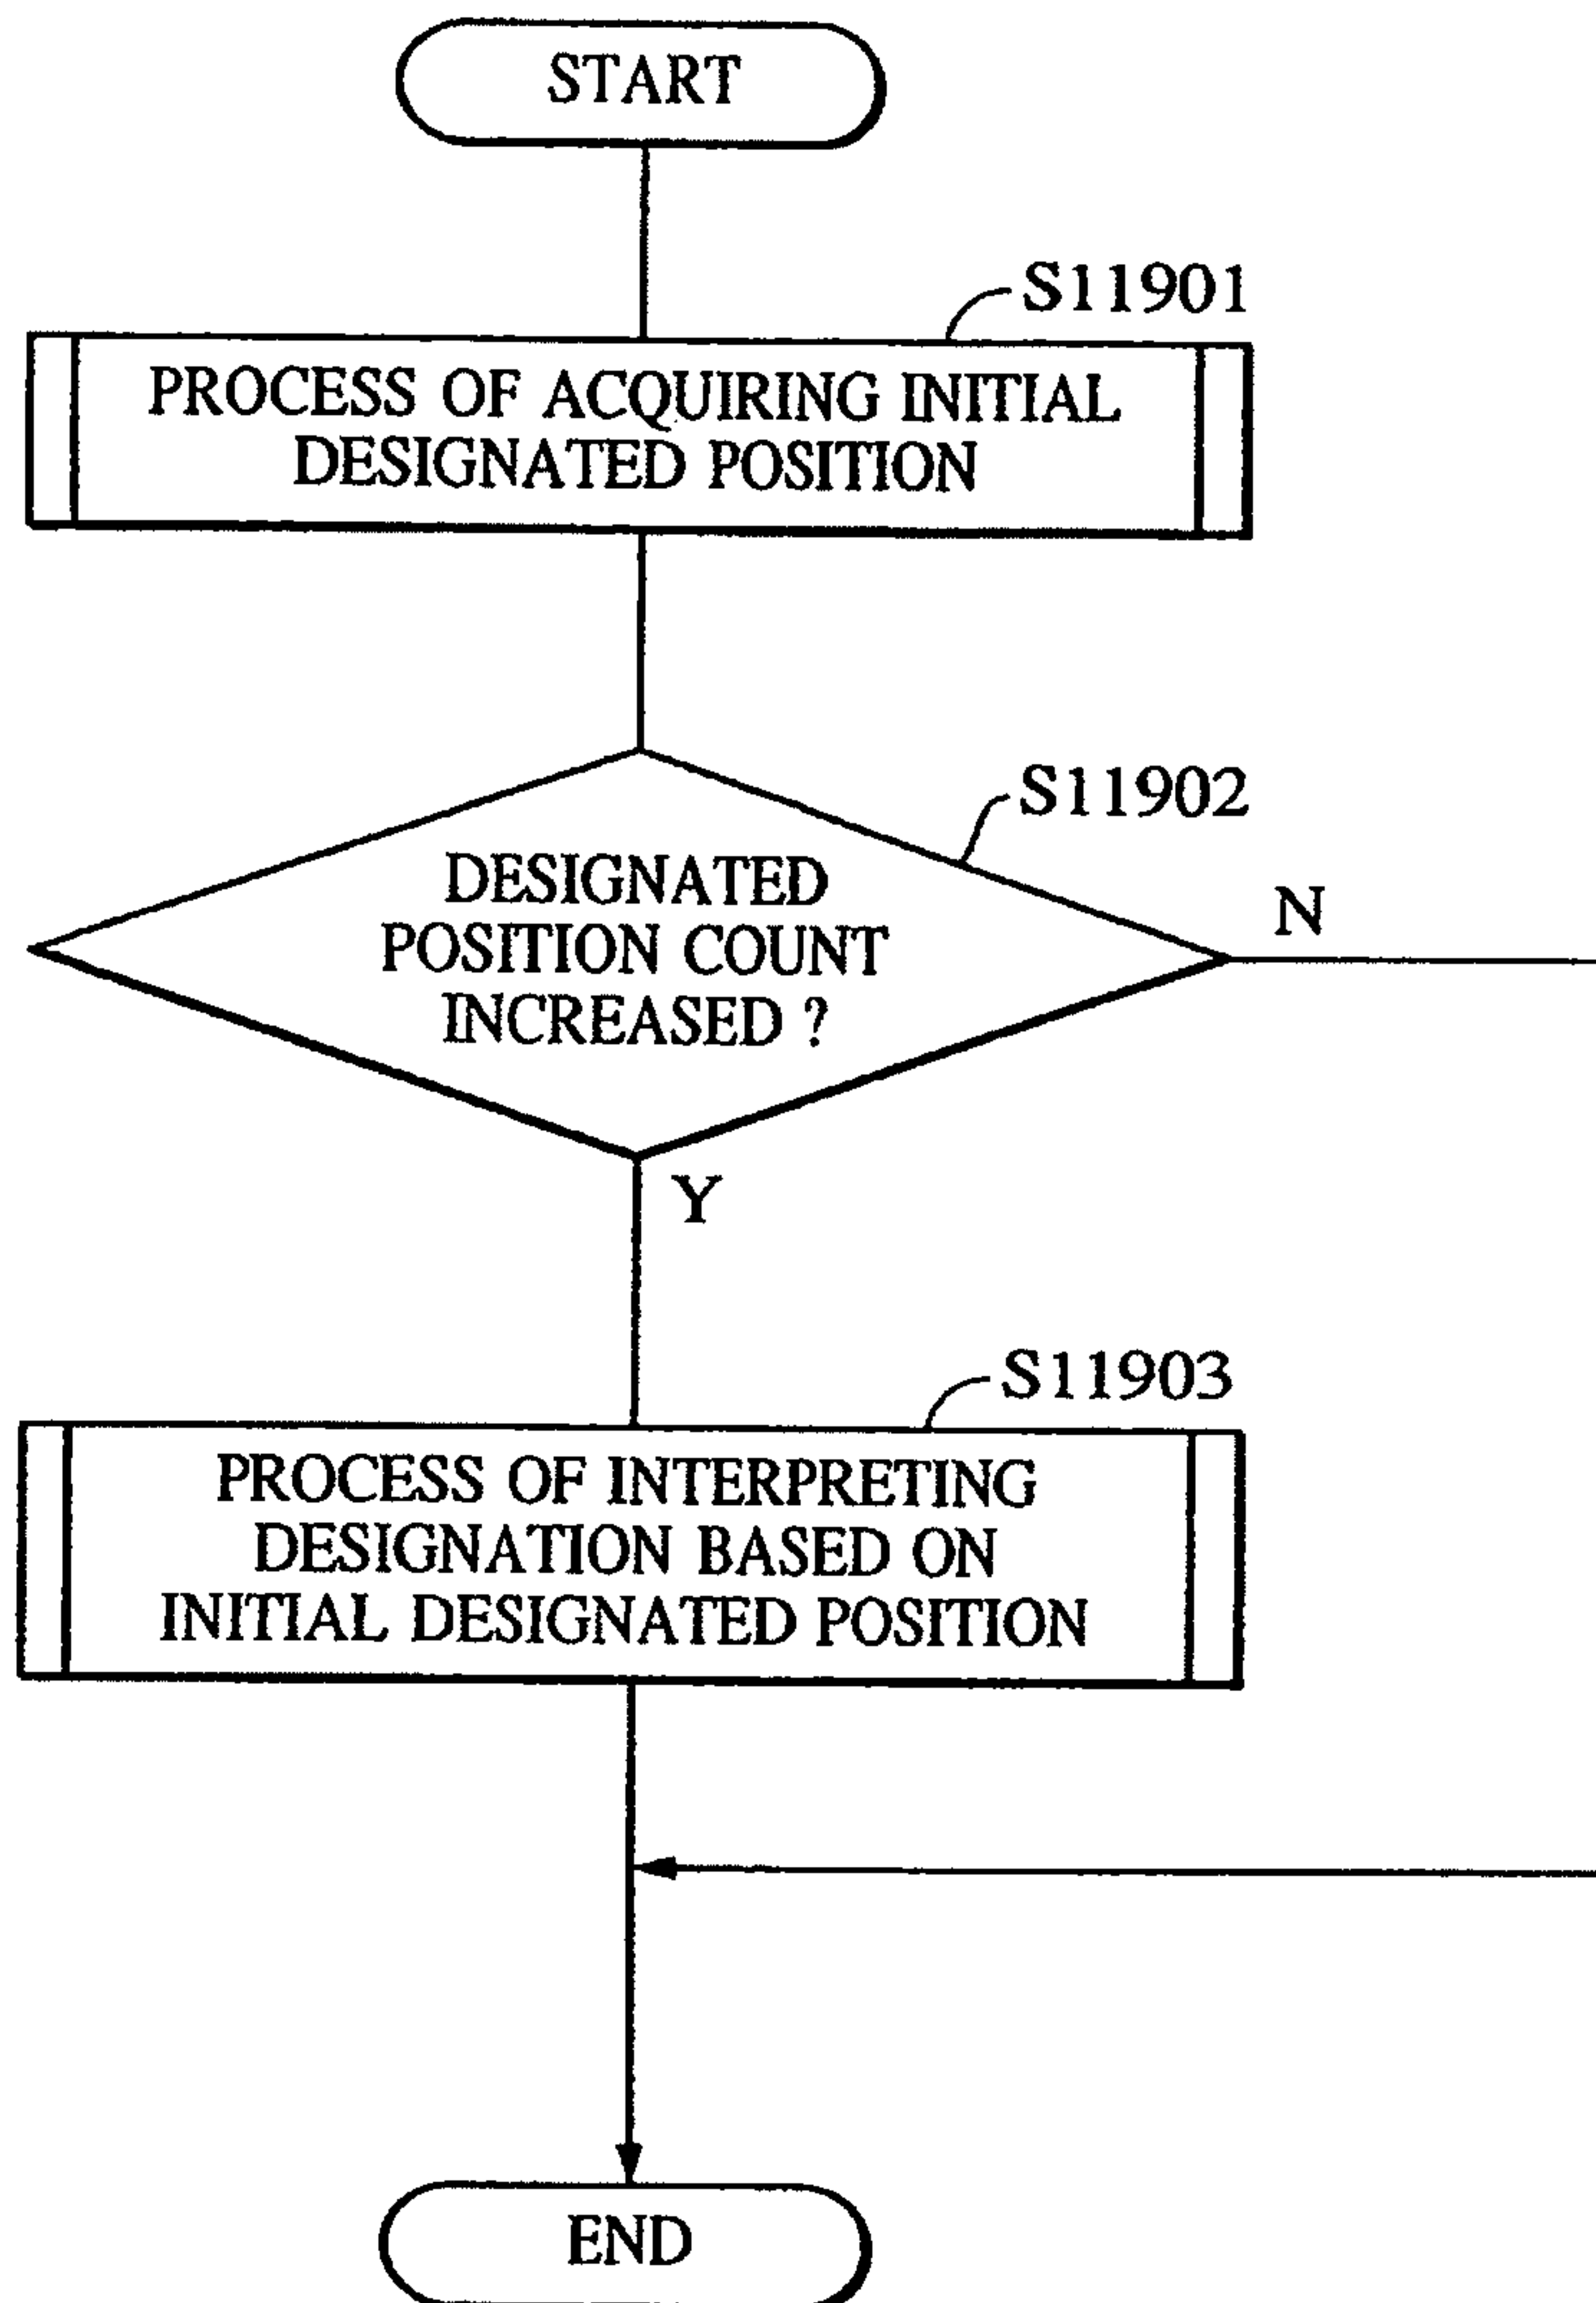 START
S11901
PROCESS OF ACQUIRING INITIAL
DESIGNATED POSITION
S11902
DESIGNATED
POSITION COUNT
INCREASED ?
N
Y
S11903
PROCESS OF INTERPRETING
DESIGNATION BASED ON
INITIAL DESIGNATED POSITION
END